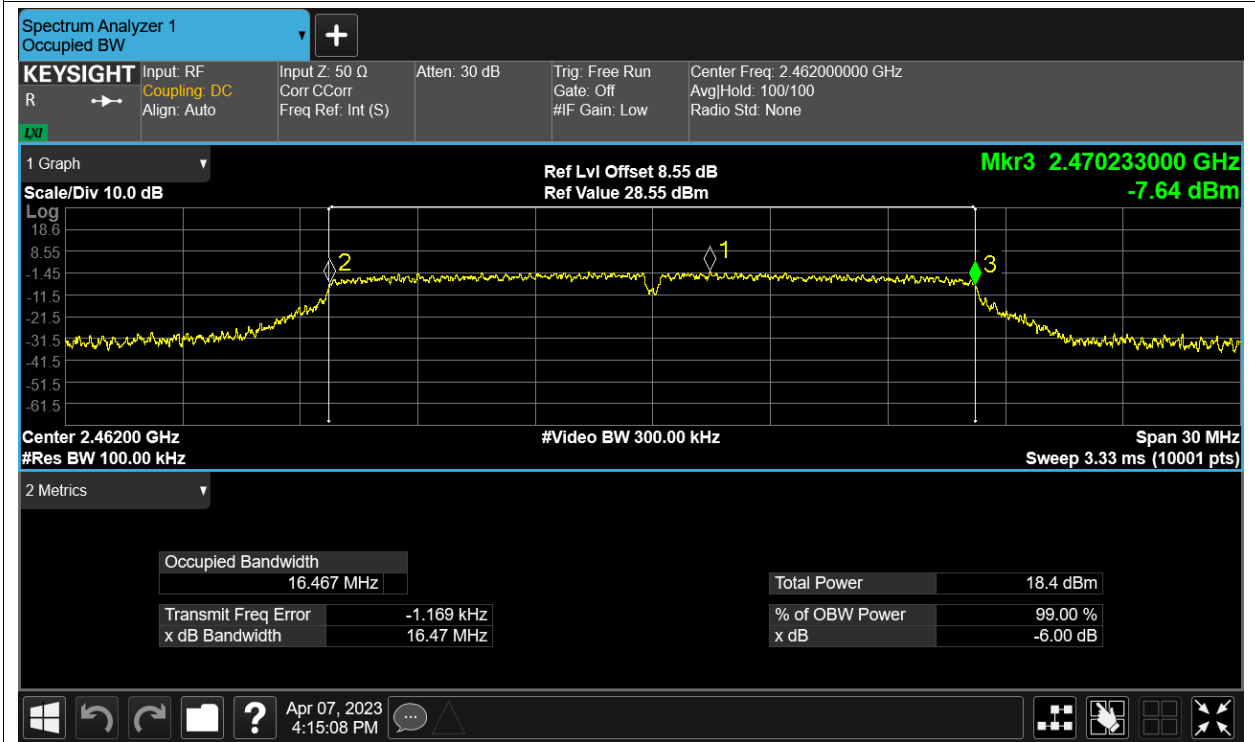 Spectrum Analyzer 1
Occupied BW
KEYSIGHT
R
LXI
Input: RF
Coupling: DC
Align: Auto
Input Z: 50 Ω
Corr CCorr
Freq Ref: Int (S)
Atten: 30 dB
Trig: Free Run
Gate: Off
#IF Gain: Low
Center Freq: 2.462000000 GHz
Avg|Hold: 100/100
Radio Std: None
1 Graph
Scale/Div 10.0 dB
Ref Lvl Offset 8.55 dB
Ref Value 28.55 dBm
Mkr3 2.470233000 GHz
-7.64 dBm
Log
18.6
8.55
-1.45
-11.5
-21.5
-31.5
-41.5
-51.5
-61.5
2
1
3
Center 2.46200 GHz
#Res BW 100.00 kHz
#Video BW 300.00 kHz
Span 30 MHz
Sweep 3.33 ms (10001 pts)
2 Metrics
Occupied Bandwidth
16.467 MHz
Transmit Freq Error -1.169 kHz
x dB Bandwidth 16.47 MHz
Total Power 18.4 dBm
% of OBW Power 99.00 %
x dB -6.00 dB
?
Apr 07, 2023
4:15:08 PM